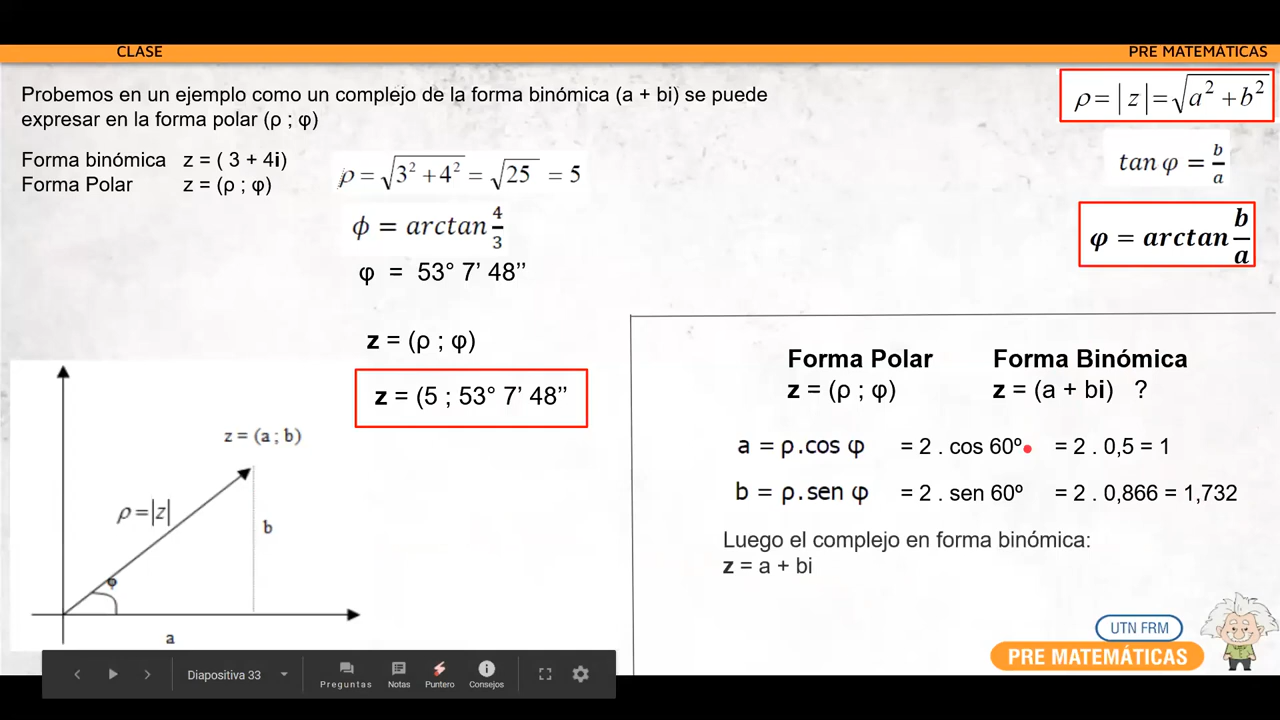 CLASE
PRE MATEMÁTICAS
Probemos en un ejemplo como un complejo de la forma binómica (a + bi) se puede
expresar en la forma polar (ρ ; φ)
Forma binómica z = ( 3 + 4i)
Forma Polar z = (ρ ; φ)
ρ = √3² + 4² = √25 = 5
ϕ = arctan 4/3
φ = 53° 7’ 48’’
z = (ρ ; φ)
z = (5 ; 53° 7’ 48’’
ρ = | z | = √a² + b²
tan φ = b/a
φ = arctan b/a
z = (a ; b)
ρ = |z|
b
φ
a
Forma Polar Forma Binómica
z = (ρ ; φ) z = (a + bi) ?
a = ρ.cos φ = 2 . cos 60º = 2 . 0,5 = 1
b = ρ.sen φ = 2 . sen 60º = 2 . 0,866 = 1,732
Luego el complejo en forma binómica:
z = a + bi
UTN FRM
PRE MATEMÁTICAS
Diapositiva 33
Preguntas Notas Puntero Consejos